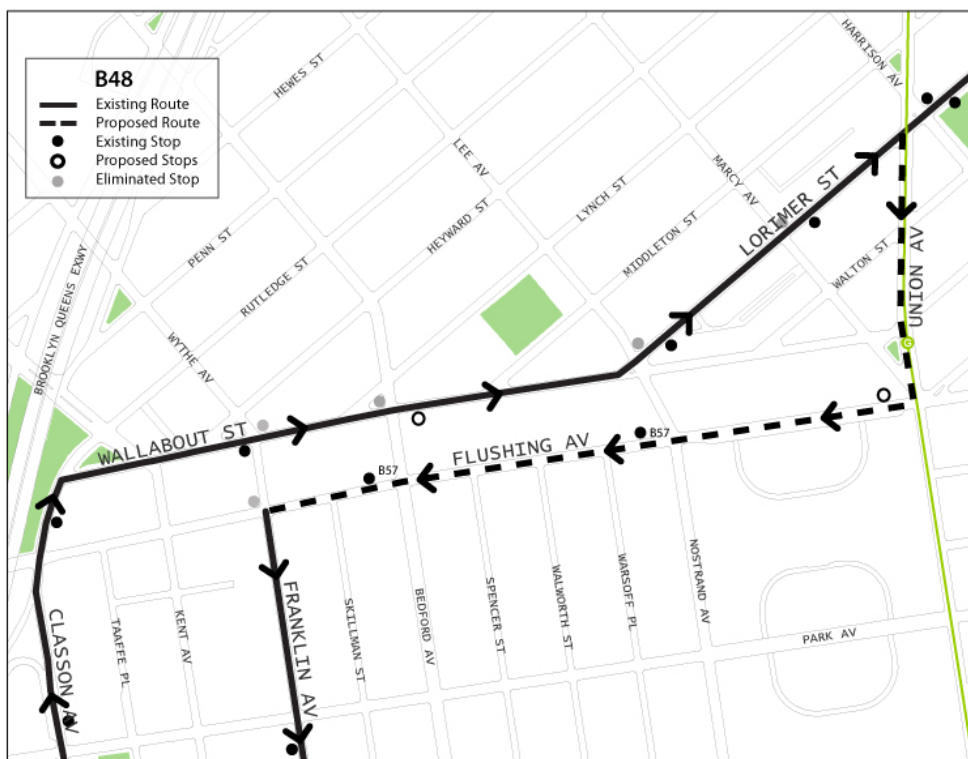 B48
Existing Route
Proposed Route
Existing Stop
Proposed Stops
Eliminated Stop
HARRISON AV
HEWES ST
LEE AV
MARCY AV
LYNCH ST
LORIMER ST
HEYWARD ST
PENN ST
MIDDLETON ST
WALTON ST
RUTLEDGE ST
UNION AV
BROOKLYN QUEENS EXWY
WYTHE AV
G
WALLABOUT ST
B57
FLUSHING AV
B57
CLASSON AV
TAAFFE PL
KENT AV
FRANKLIN AV
SKILLMAN ST
BEDFORD AV
SPENCER ST
WALWORTH ST
WARSOFF PL
NOSTRAND AV
PARK AV